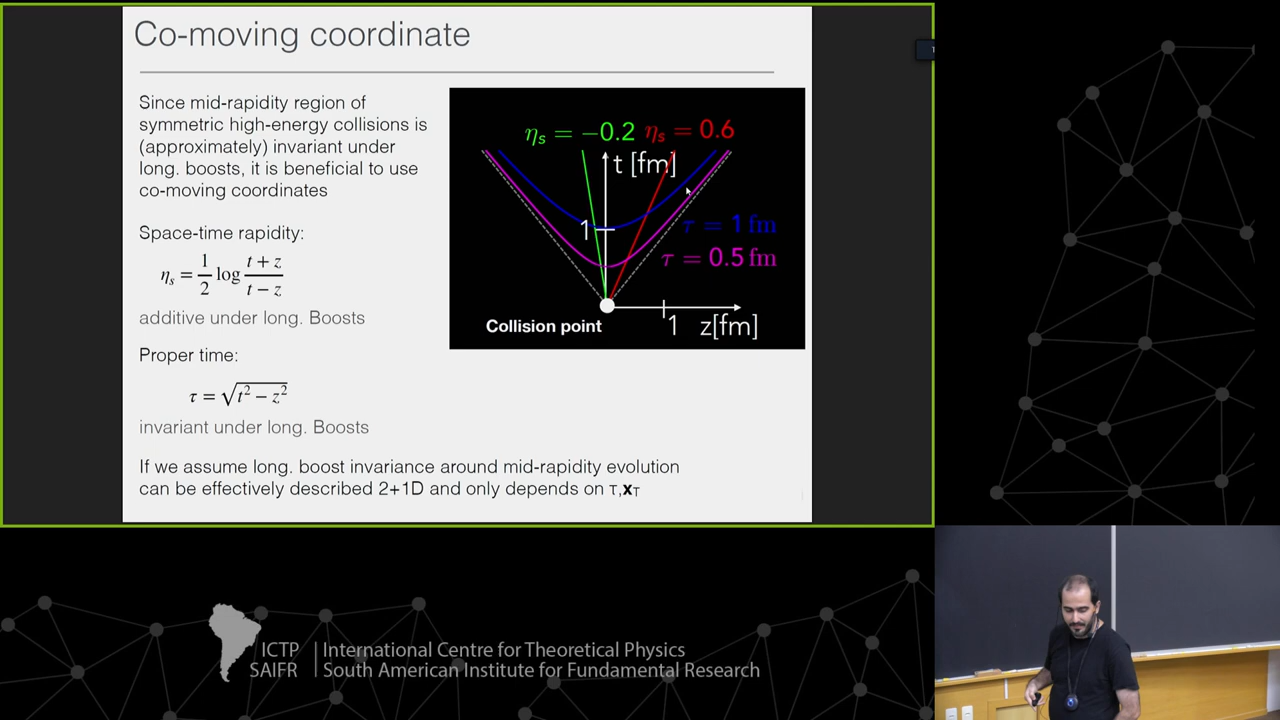 Co-moving coordinate
Since mid-rapidity region of
symmetric high-energy collisions is
(approximately) invariant under
long. boosts, it is beneficial to use
co-moving coordinates
Space-time rapidity:
ηₛ = 1/2 log (t + z)/(t − z)
additive under long. Boosts
Proper time:
τ = √(t² − z²)
invariant under long. Boosts
ηₛ = −0.2 ηₛ = 0.6
t [fm]
1
τ = 1 fm
τ = 0.5 fm
Collision point
1 z[fm]
If we assume long. boost invariance around mid-rapidity evolution
can be effectively described 2+1D and only depends on τ,xT
ICTP
SAIFR
International Centre for Theoretical Physics
South American Institute for Fundamental Research